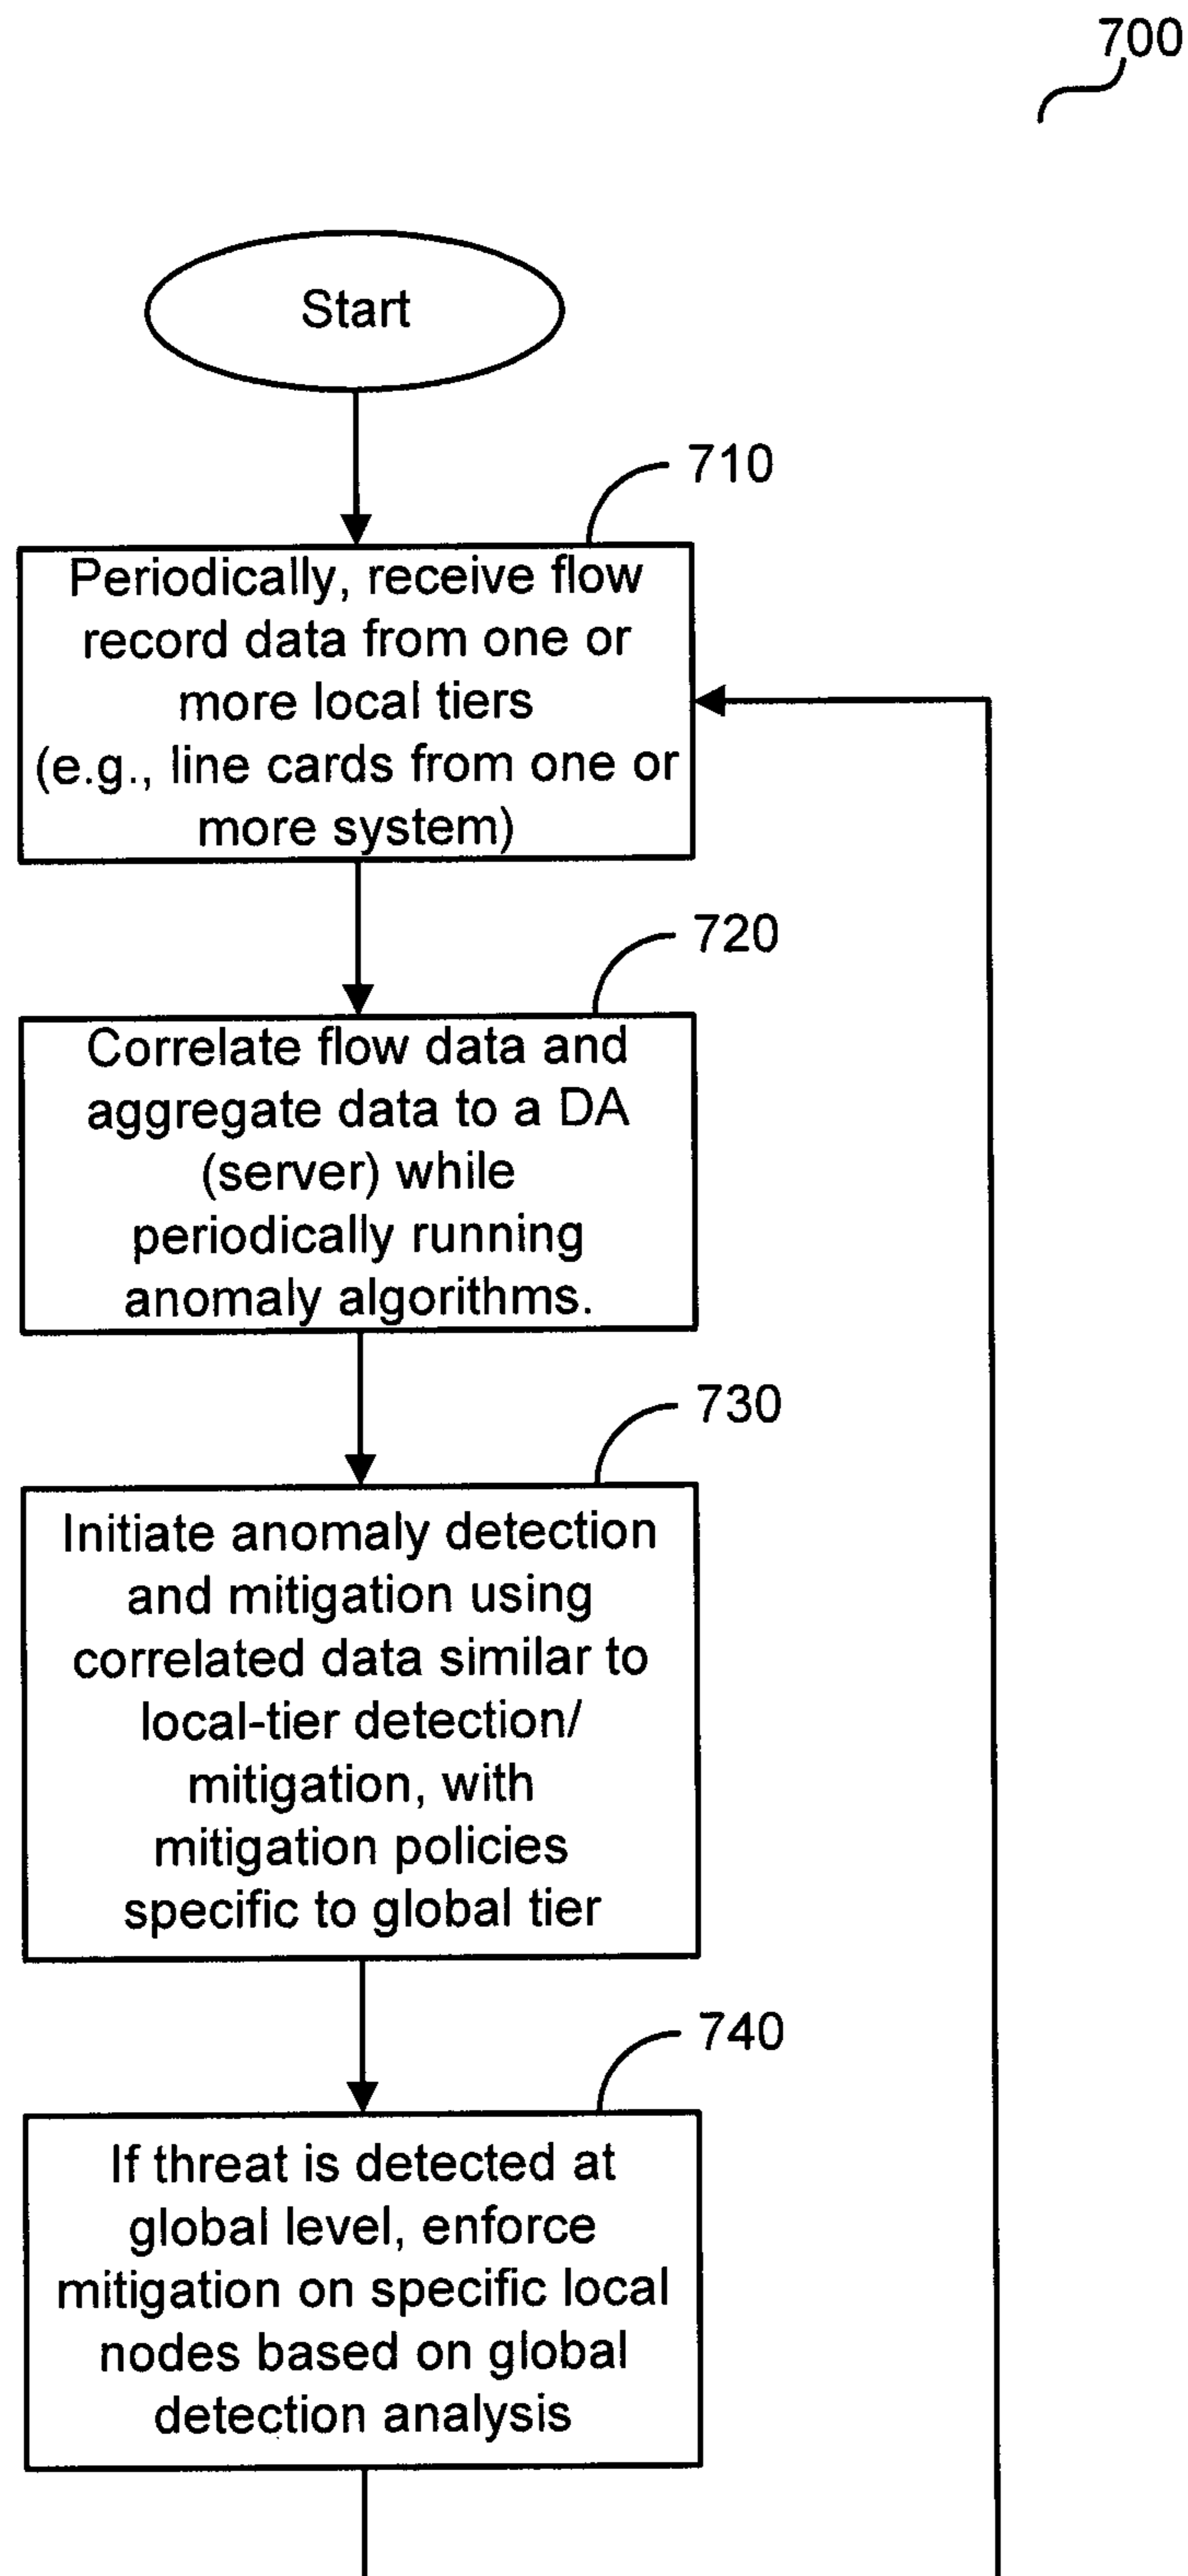 700
Start
710
Periodically, receive flow
record data from one or
more local tiers
(e.g., line cards from one or
more system)
720
Correlate flow data and
aggregate data to a DA
(server) while
periodically running
anomaly algorithms.
730
Initiate anomaly detection
and mitigation using
correlated data similar to
local-tier detection/
mitigation, with
mitigation policies
specific to global tier
740
If threat is detected at
global level, enforce
mitigation on specific local
nodes based on global
detection analysis